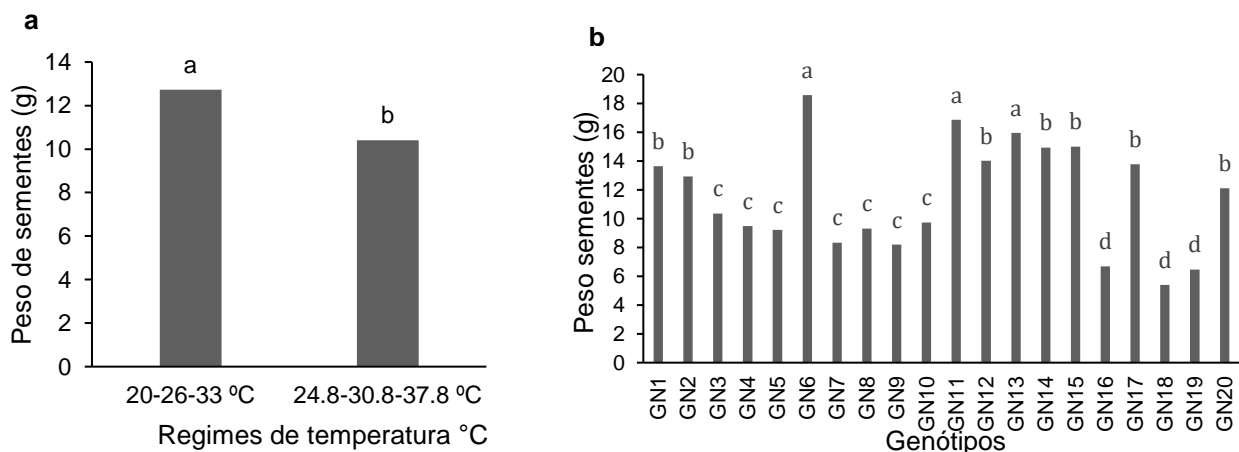 a
Peso de sementes (g)
14
12
10
8
6
4
2
0
a
b
20-26-33 ºC
24.8-30.8-37.8 ºC
Regimes de temperatura °C
b
Peso sementes (g)
20
18
16
14
12
10
8
6
4
2
0
b
b
c
c
c
a
c
c
c
c
a
b
a
b
b
d
b
d
d
b
GN1
GN2
GN3
GN4
GN5
GN6
GN7
GN8
GN9
GN10
GN11
GN12
GN13
GN14
GN15
GN16
GN17
GN18
GN19
GN20
Genótipos